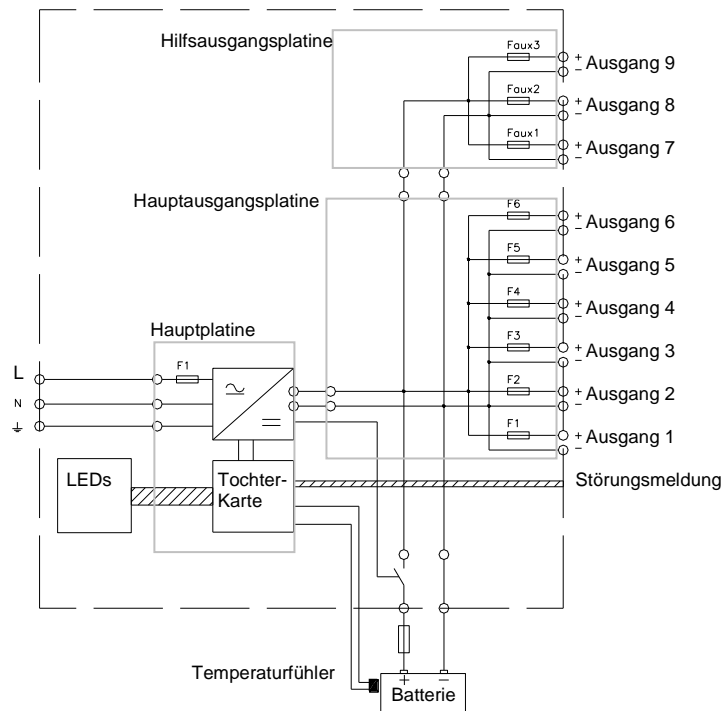 Hilfsausgangsplatine
Faux3
+ Ausgang 9
−
Faux2
+ Ausgang 8
−
Faux1
+ Ausgang 7
−
Hauptausgangsplatine
F6
+ Ausgang 6
−
F5
+ Ausgang 5
−
F4
+ Ausgang 4
−
F3
+ Ausgang 3
−
F2
+ Ausgang 2
−
F1
+ Ausgang 1
−
Hauptplatine
L
F1
N
LEDs
Tochter-
Karte
Störungsmeldung
Temperaturfühler
+ −
Batterie